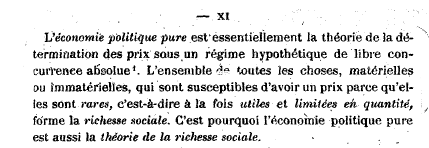 — XI
L'économie politique pure est essentiellement la théorie de la dé-
termination des prix sous un régime hypothétique de libre con-
currence absolue¹. L'ensemble de toutes les choses, matérielles
ou immatérielles, qui sont susceptibles d'avoir un prix parce qu'el-
les sont rares, c'est-à-dire à la fois utiles et limitées en quantité,
forme la richesse sociale. C'est pourquoi l'économie politique pure
est aussi la théorie de la richesse sociale.